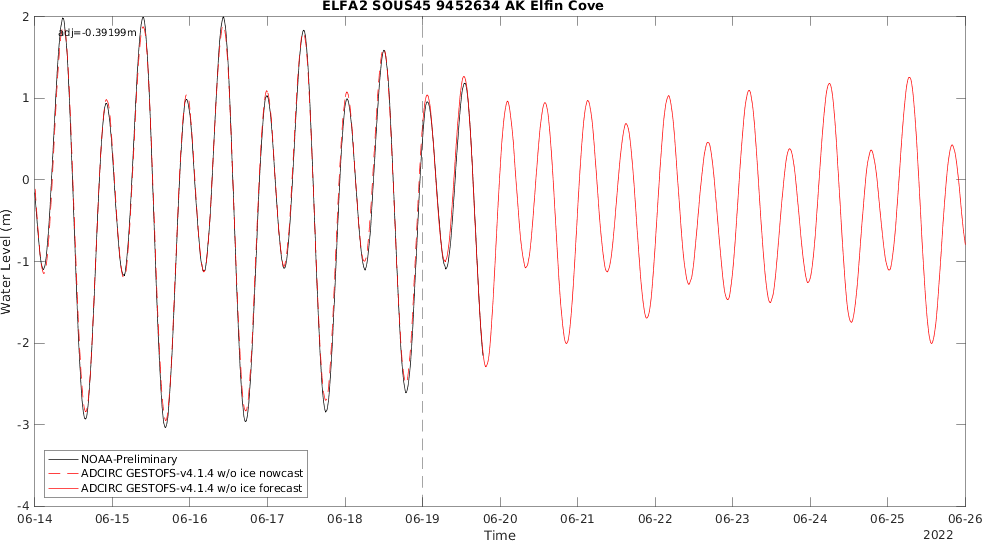 ELFA2 SOUS45 9452634 AK Elfin Cove
adj=-0.39199m
2
1
0
-1
-2
-3
-4
Water Level (m)
NOAA-Preliminary
ADCIRC GESTOFS-v4.1.4 w/o ice nowcast
ADCIRC GESTOFS-v4.1.4 w/o ice forecast
06-14 06-15 06-16 06-17 06-18 06-19 06-20 06-21 06-22 06-23 06-24 06-25 06-26
Time
2022